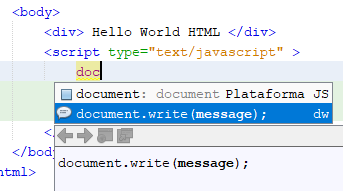 <body>
<div> Hello World HTML </div>
<script type="text/javascript" >
doc
document: document Plataforma JS
document.write(message); dw
</
</bo
document.write(message);
html>